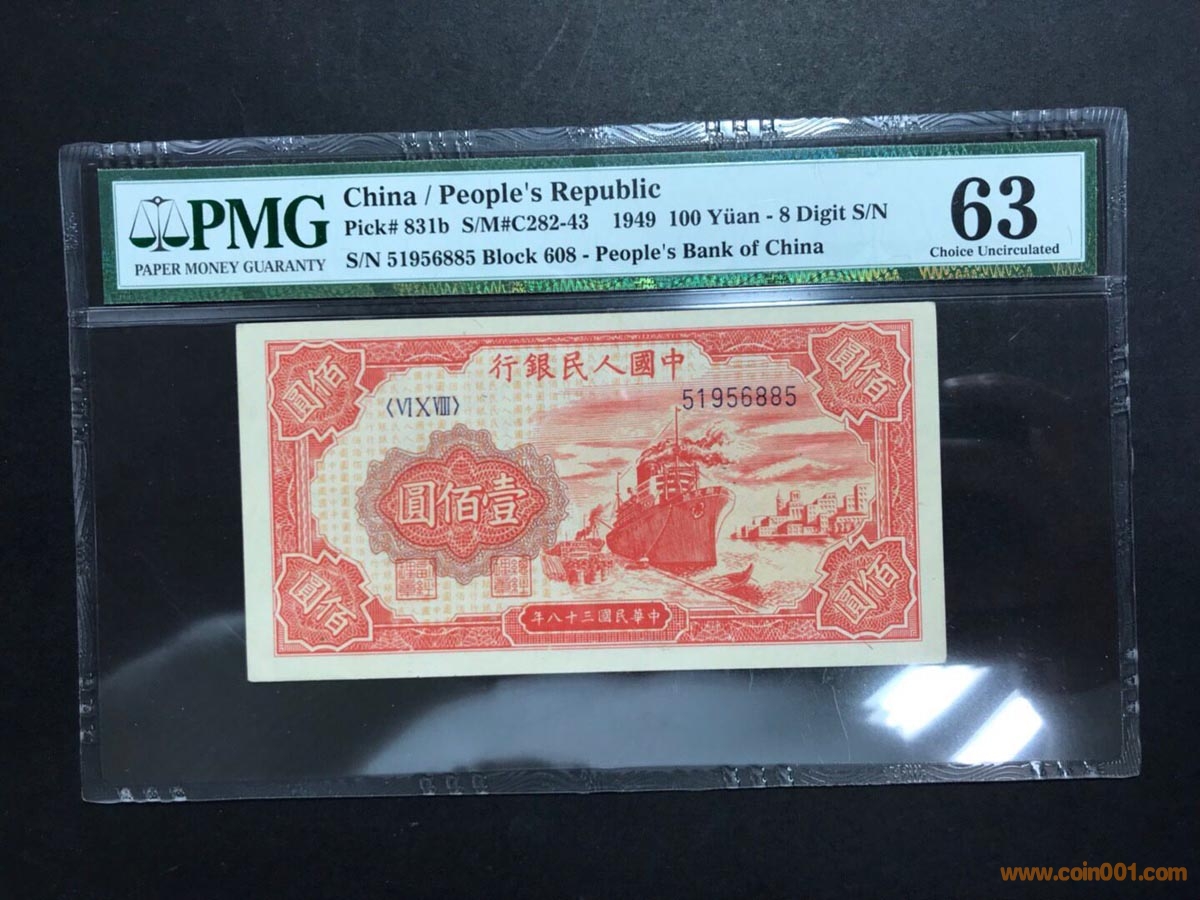 China / People's Republic
PMG
Pick# 831b S/M#C282-43 1949 100 Yüan - 8 Digit S/N
63
PAPER MONEY GUARANTY
S/N 51956885 Block 608 - People's Bank of China
Choice Uncirculated
中國人民銀行
佰圓
佰圓
〈ⅥⅩⅧ〉
51956885
壹佰圓
佰圓
佰圓
中華民國三十八年
www.coin001.com